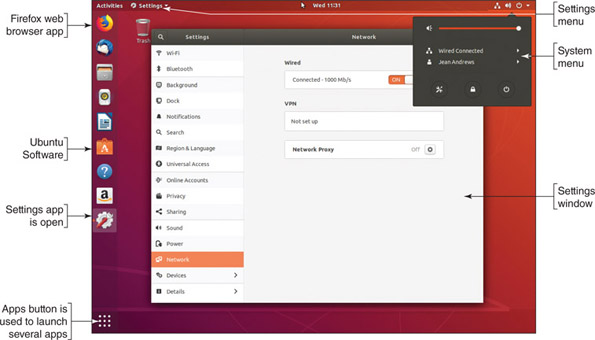 Firefox web
browser app
Ubuntu
Software
Settings app
is open
Apps button is
used to launch
several apps
Activities
Settings
Wed 11:31
Trash
Settings
Network
Wi-Fi
Bluetooth
Background
Dock
Notifications
Search
Region & Language
Universal Access
Online Accounts
Privacy
Sharing
Sound
Power
Network
Devices
Details
Wired
Connected - 1000 Mb/s
ON
VPN
Not set up
Network Proxy
Off
Wired Connected
Jean Andrews
Settings
menu
System
menu
Settings
window